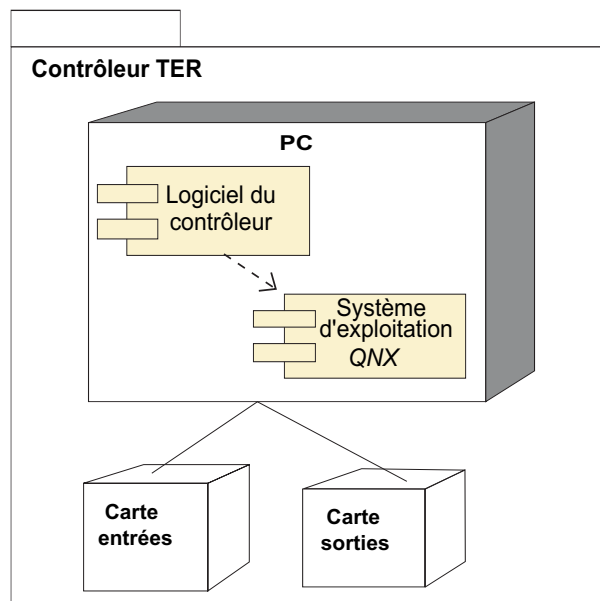 Contrôleur TER
PC
Logiciel du
contrôleur
Système
d'exploitation
QNX
Carte
entrées
Carte
sorties